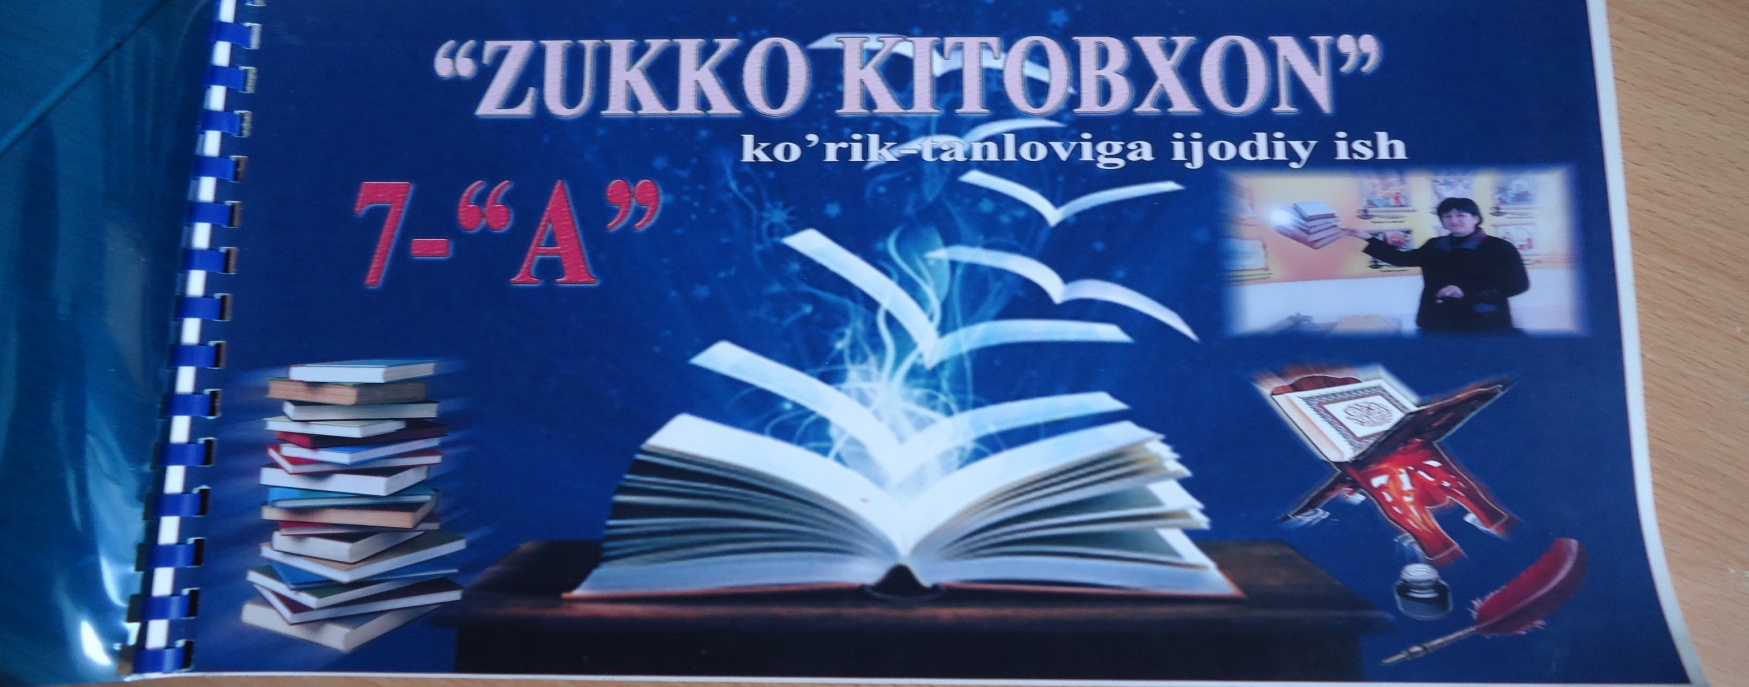 “ZUKKO KITOBXON”
ko’rik-tanloviga ijodiy ish
7-“A”